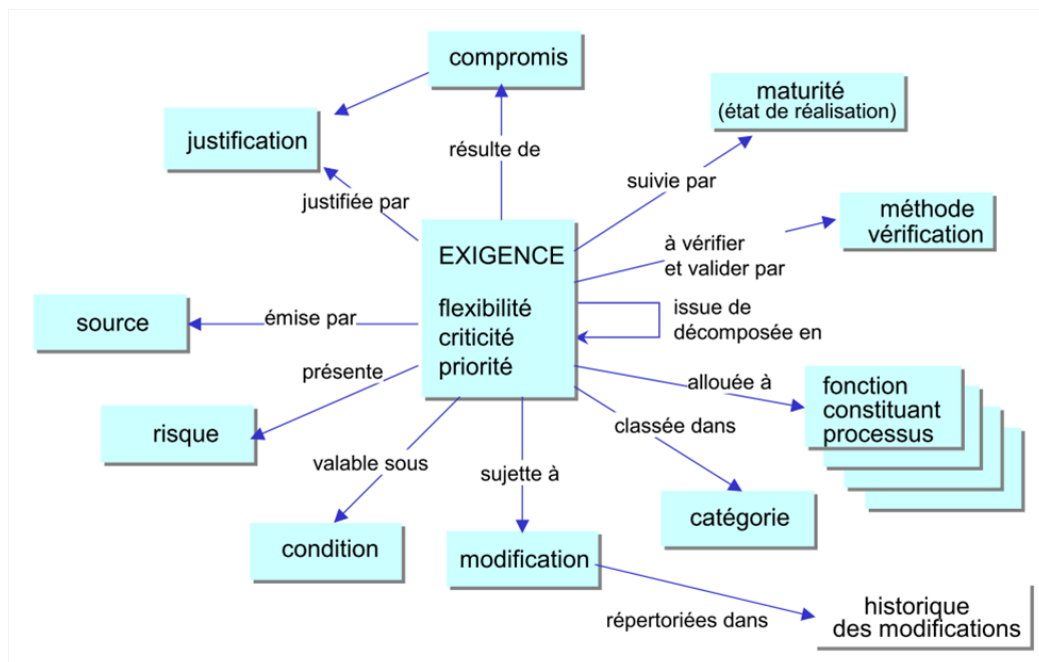 compromis
maturité
(état de réalisation)
justification
résulte de
suivie par
justifiée par
méthode
vérification
EXIGENCE
à vérifier
et valider par
flexibilité
criticité
priorité
issue de
décomposée en
source
émise par
présente
allouée à
fonction
constituant
processus
risque
classée dans
valable sous
sujette à
catégorie
condition
modification
répertoriées dans
historique
des modifications